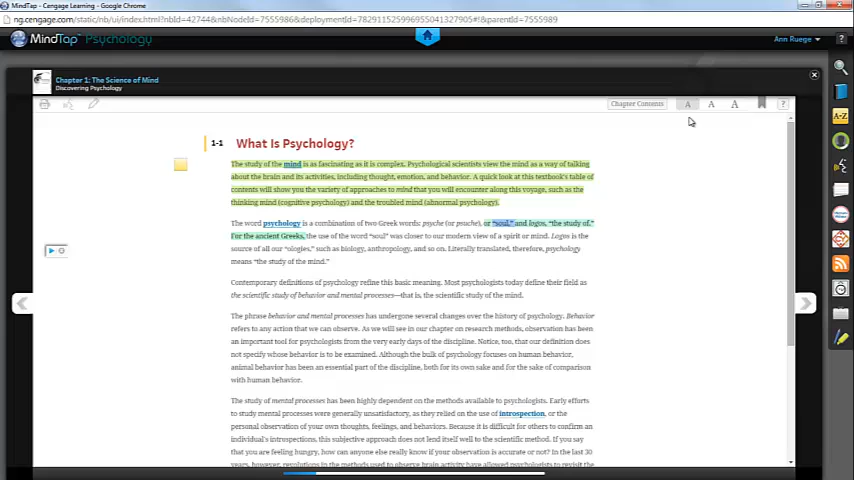 MindTap - Cengage Learning - Google Chrome
ng.cengage.com/static/nb/ui/index.html?nbId=42744&nbNodeId=7555986&deploymentId=7829115259969550413279​05#!&parentId=7555989
MindTap Psychology
Ann Ruege
?
Chapter 1: The Science of Mind
Discovering Psychology
Chapter Contents
A A A
?
A-Z
1-1 What Is Psychology?
The study of the mind is as fascinating as it is complex. Psychological scientists view the mind as a way of talking
about the brain and its activities, including thought, emotion, and behavior. A quick look at this textbook's table of
contents will show you the variety of approaches to mind that you will encounter along this voyage, such as the
thinking mind (cognitive psychology) and the troubled mind (abnormal psychology).
The word psychology is a combination of two Greek words: psyche (or psuche), or "soul," and logos, "the study of."
For the ancient Greeks, the use of the word "soul" was closer to our modern view of a spirit or mind. Logos is the
source of all our "ologies," such as biology, anthropology, and so on. Literally translated, therefore, psychology
means "the study of the mind."
Contemporary definitions of psychology refine this basic meaning. Most psychologists today define their field as
the scientific study of behavior and mental processes—that is, the scientific study of the mind.
The phrase behavior and mental processes has undergone several changes over the history of psychology. Behavior
refers to any action that we can observe. As we will see in our chapter on research methods, observation has been
an important tool for psychologists from the very early days of the discipline. Notice, too, that our definition does
not specify whose behavior is to be examined. Although the bulk of psychology focuses on human behavior,
animal behavior has been an essential part of the discipline, both for its own sake and for the sake of comparison
with human behavior.
The study of mental processes has been highly dependent on the methods available to psychologists. Early efforts
to study mental processes were generally unsatisfactory, as they relied on the use of introspection, or the
personal observation of your own thoughts, feelings, and behaviors. Because it is difficult for others to confirm an
individual's introspections, this subjective approach does not lend itself well to the scientific method. If you say
that you are feeling hungry, how can anyone else really know if your observation is accurate or not? In the last 30
years, however, revolutions in the methods used to observe brain activity have allowed psychologists to revisit the